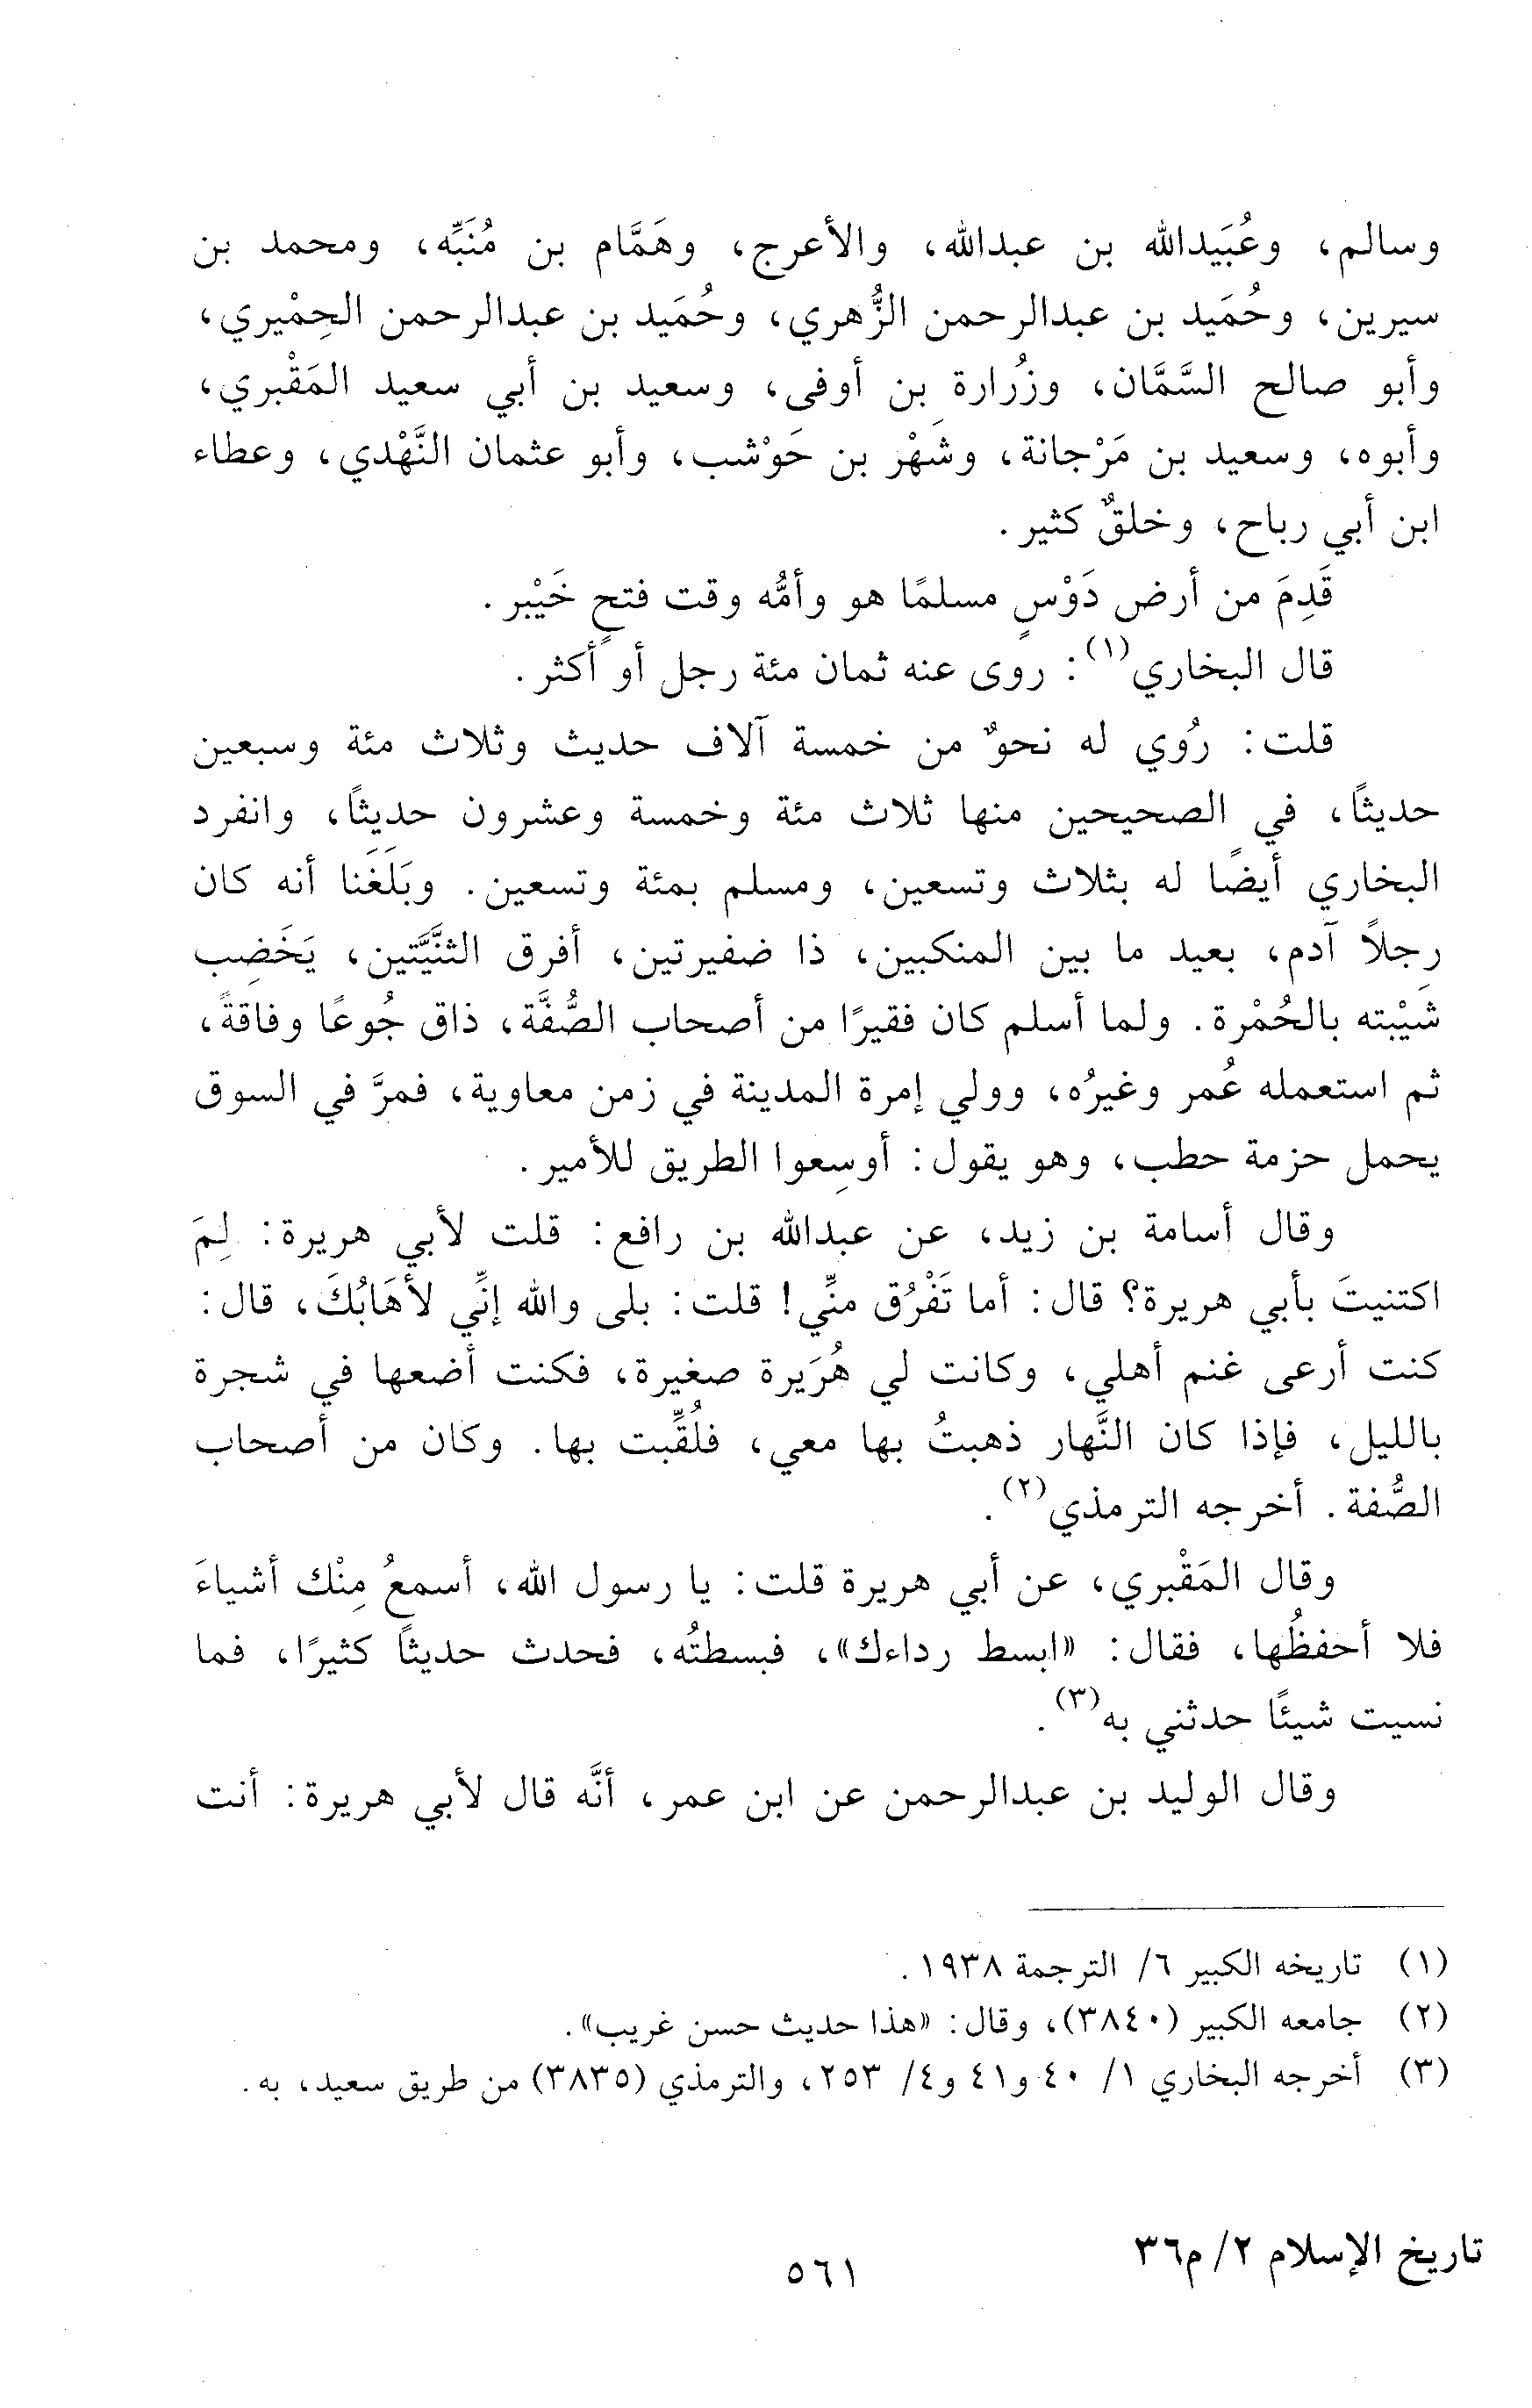 وسالم، وعُبَيدالله بن عبدالله، والأعرج، وهَمَّام بن مُنَبِّه، ومحمد بن
سيرين، وحُمَيد بن عبدالرحمن الزُّهري، وحُمَيد بن عبدالرحمن الحِمْيري،
وأبو صالح السَّمَّان، وزُرارة بن أوفى، وسعيد بن أبي سعيد المَقْبري،
وأبوه، وسعيد بن مَرْجانة، وشَهْر بن حَوْشب، وأبو عثمان النَّهْدي، وعطاء
ابن أبي رباح، وخلقٌ كثير.
قَدِمَ من أرض دَوْسٍ مسلمًا هو وأمُّه وقت فتح خَيْبر.
قال البخاري(١): روى عنه ثمان مئة رجل أو أكثر.
قلت: رُوي له نحوٌ من خمسة آلاف حديث وثلاث مئة وسبعين
حديثًا، في الصحيحين منها ثلاث مئة وخمسة وعشرون حديثًا، وانفرد
البخاري أيضًا له بثلاث وتسعين، ومسلم بمئة وتسعين. وبَلَغَنا أنه كان
رجلاً آدم، بعيد ما بين المنكبين، ذا ضفيرتين، أفرق الثنَّيَّتين، يَخَضِب
شَيْبته بالحُمْرة. ولما أسلم كان فقيرًا من أصحاب الصُّفَّة، ذاق جُوعًا وفاقةً،
ثم استعمله عُمر وغيرُه، وولي إمرة المدينة في زمن معاوية، فمرَّ في السوق
يحمل حزمة حطب، وهو يقول: أوسِعوا الطريق للأمير.
وقال أسامة بن زيد، عن عبدالله بن رافع: قلت لأبي هريرة: لِمَ
اكتنيتَ بأبي هريرة؟ قال: أما تَفْرُق منِّي! قلت: بلى والله إنِّي لأهَابُكَ، قال:
كنت أرعى غنم أهلي، وكانت لي هُرَيرة صغيرة، فكنت أضعها في شجرة
بالليل، فإذا كان النَّهار ذهبتُ بها معي، فلُقِّبت بها. وكان من أصحاب
الصُّفة. أخرجه الترمذي(٢).
وقال المَقْبري، عن أبي هريرة قلت: يا رسول الله، أسمعُ مِنْك أشياءَ
فلا أحفظُها، فقال: «ابسط رداءك»، فبسطتُه، فحدث حديثًا كثيرًا، فما
نسيت شيئًا حدثني به(٣).
وقال الوليد بن عبدالرحمن عن ابن عمر، أنَّه قال لأبي هريرة: أنت
(١) تاريخه الكبير ٦/ الترجمة ١٩٣٨.
(٢) جامعه الكبير (٣٨٤٠)، وقال: «هذا حديث حسن غريب».
(٣) أخرجه البخاري ١/ ٤٠ و٤١ و٤/ ٢٥٣، والترمذي (٣٨٣٥) من طريق سعيد، به.
تاريخ الإسلام ٢/ م٣٦
٥٦١